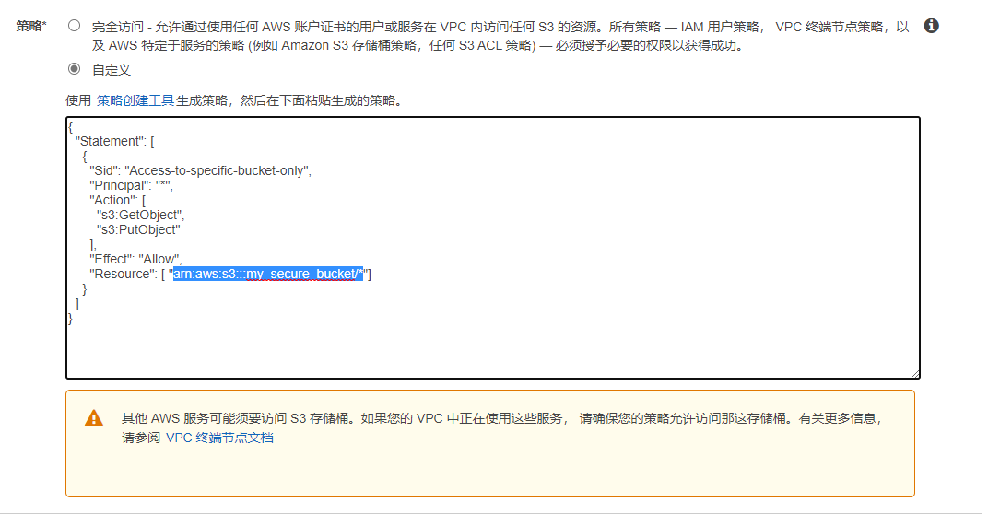 策略* 完全访问 - 允许通过使用任何 AWS 账户证书的用户或服务在 VPC 内访问任何 S3 的资源。所有策略 — IAM 用户策略， VPC 终端节点策略，以
及 AWS 特定于服务的策略 (例如 Amazon S3 存储桶策略，任何 S3 ACL 策略) — 必须授予必要的权限以获得成功。
自定义
使用 策略创建工具生成策略，然后在下面粘贴生成的策略。
{
"Statement": [
{
"Sid": "Access-to-specific-bucket-only",
"Principal": "*",
"Action": [
"s3:GetObject",
"s3:PutObject"
],
"Effect": "Allow",
"Resource": [ "arn:aws:s3:::my_secure_bucket/*"]
}
]
}
其他 AWS 服务可能须要访问 S3 存储桶。如果您的 VPC 中正在使用这些服务， 请确保您的策略允许访问那这存储桶。有关更多信息，
请参阅 VPC 终端节点文档